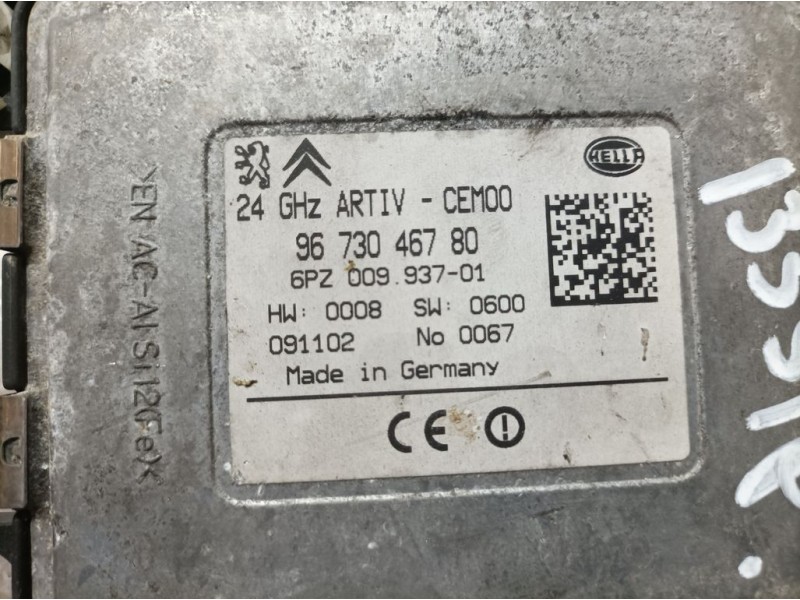 HELLA
24 GHz ARTIV - CEM00
96 730 467 80
6PZ 009.937-01
HW: 0008 SW: 0600
091102 No 0067
Made in Germany
CE
>EN AC-AlSi12(Fe)<